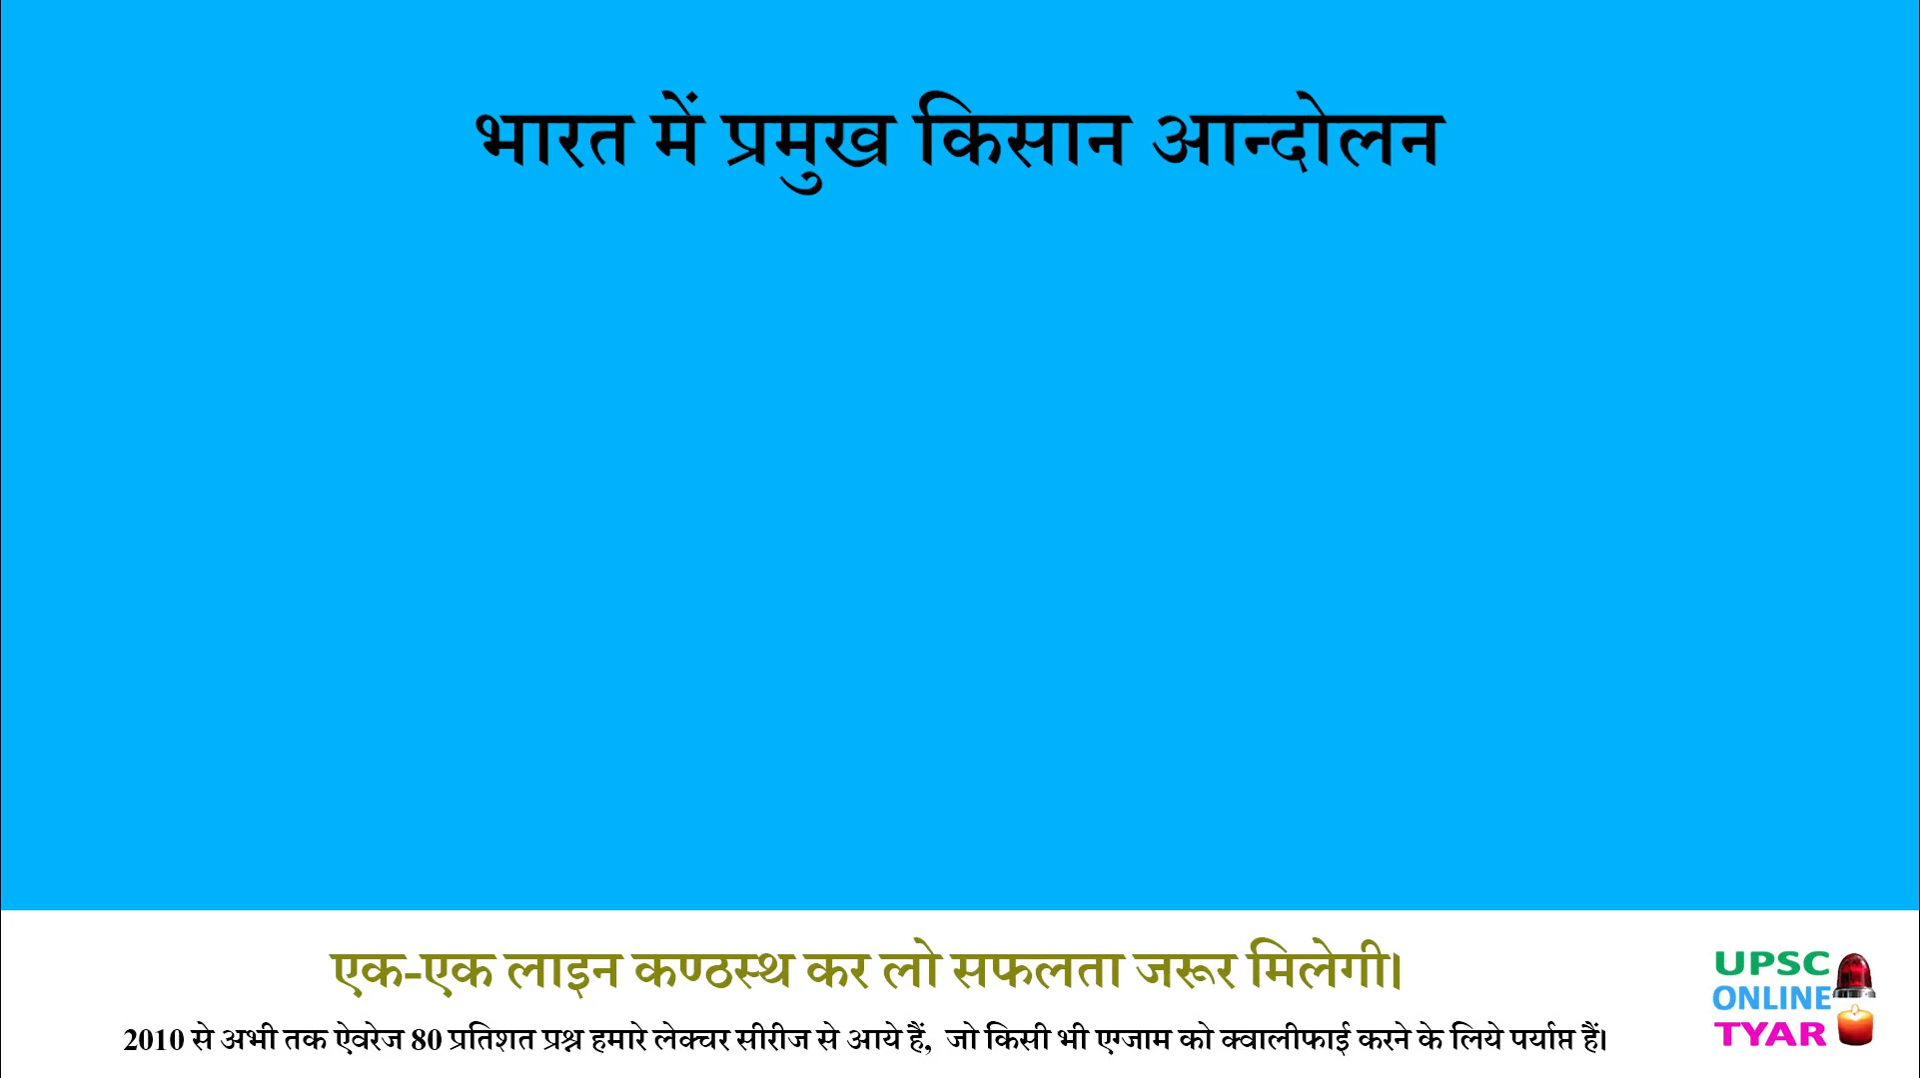 भारत में प्रमुख किसान आन्दोलन
एक-एक लाइन कण्ठस्थ कर लो सफलता जरूर मिलेगी।
2010 से अभी तक ऐवरेज 80 प्रतिशत प्रश्न हमारे लेक्चर सीरीज से आये हैं, जो किसी भी एग्जाम को क्वालीफाई करने के लिये पर्याप्त हैं।
UPSC
ONLINE
TYAR